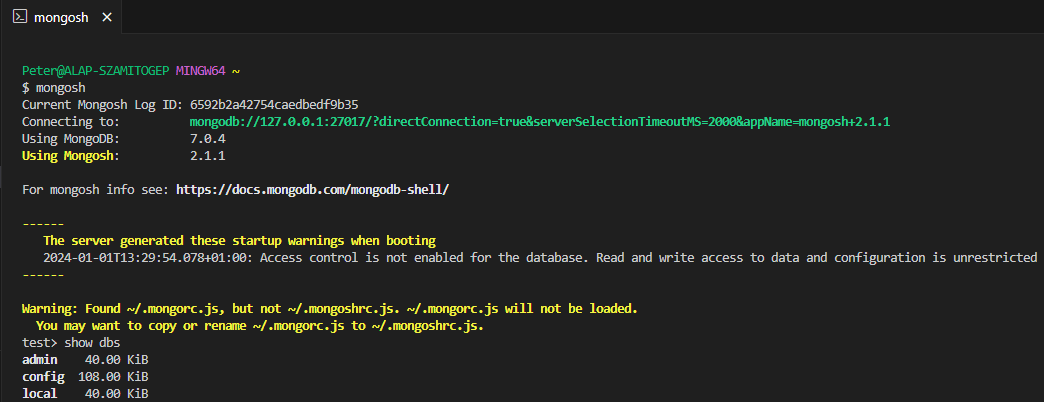 mongosh
Peter@ALAP-SZAMITOGEP MINGW64 ~
$ mongosh
Current Mongosh Log ID: 6592b2a42754caedbedf9b35
Connecting to: mongodb://127.0.0.1:27017/?directConnection=true&serverSelectionTimeoutMS=2000&appName=mongosh+2.1.1
Using MongoDB: 7.0.4
Using Mongosh: 2.1.1
For mongosh info see: https://docs.mongodb.com/mongodb-shell/
------
The server generated these startup warnings when booting
2024-01-01T13:29:54.078+01:00: Access control is not enabled for the database. Read and write access to data and configuration is unrestricted
------
Warning: Found ~/.mongorc.js, but not ~/.mongoshrc.js. ~/.mongorc.js will not be loaded.
You may want to copy or rename ~/.mongorc.js to ~/.mongoshrc.js.
test> show dbs
admin 40.00 KiB
config 108.00 KiB
local 40.00 KiB